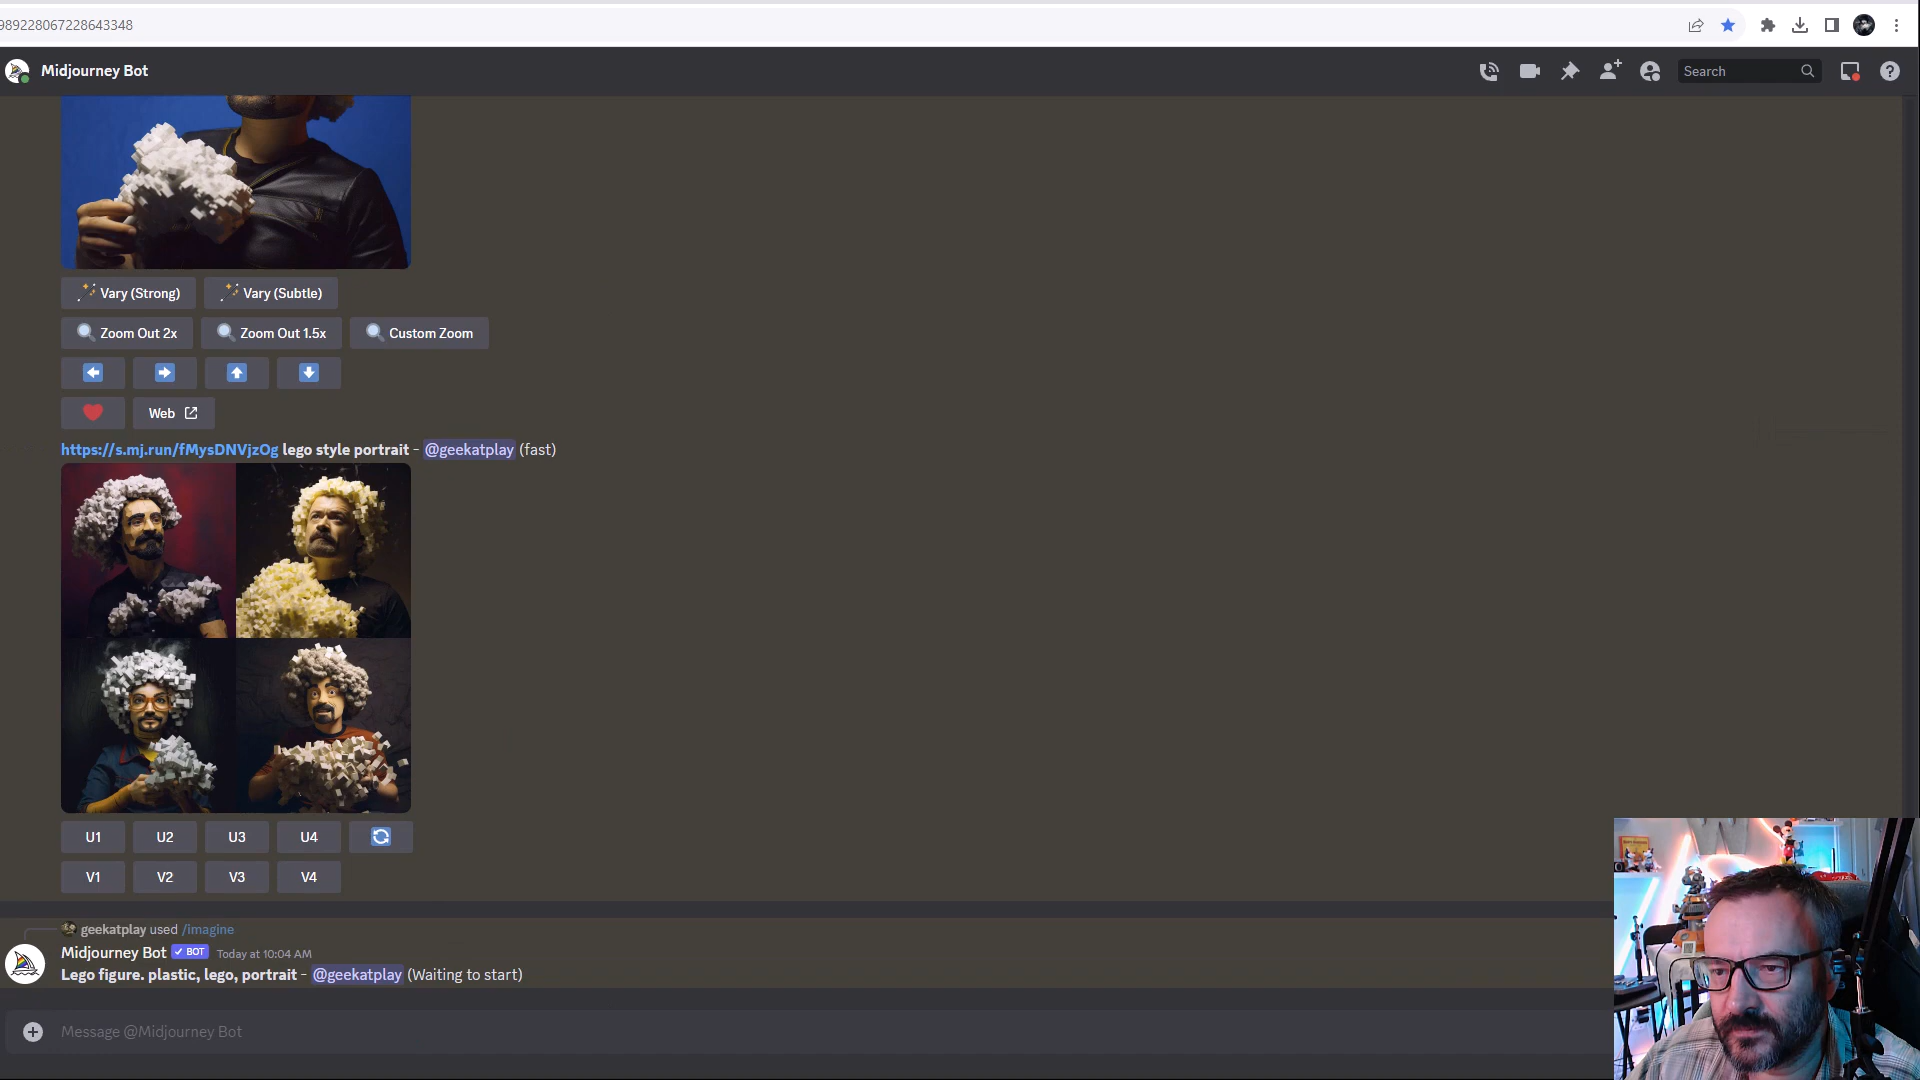 989228067228643348
Midjourney Bot
Search
Vary (Strong)
Vary (Subtle)
Zoom Out 2x
Zoom Out 1.5x
Custom Zoom
Web
https://s.mj.run/fMysDNVjzOg lego style portrait - @geekatplay (fast)
U1
U2
U3
U4
V1
V2
V3
V4
geekatplay used /imagine
Midjourney Bot ✓ BOT Today at 10:04 AM
Lego figure. plastic, lego, portrait - @geekatplay (Waiting to start)
Message @Midjourney Bot